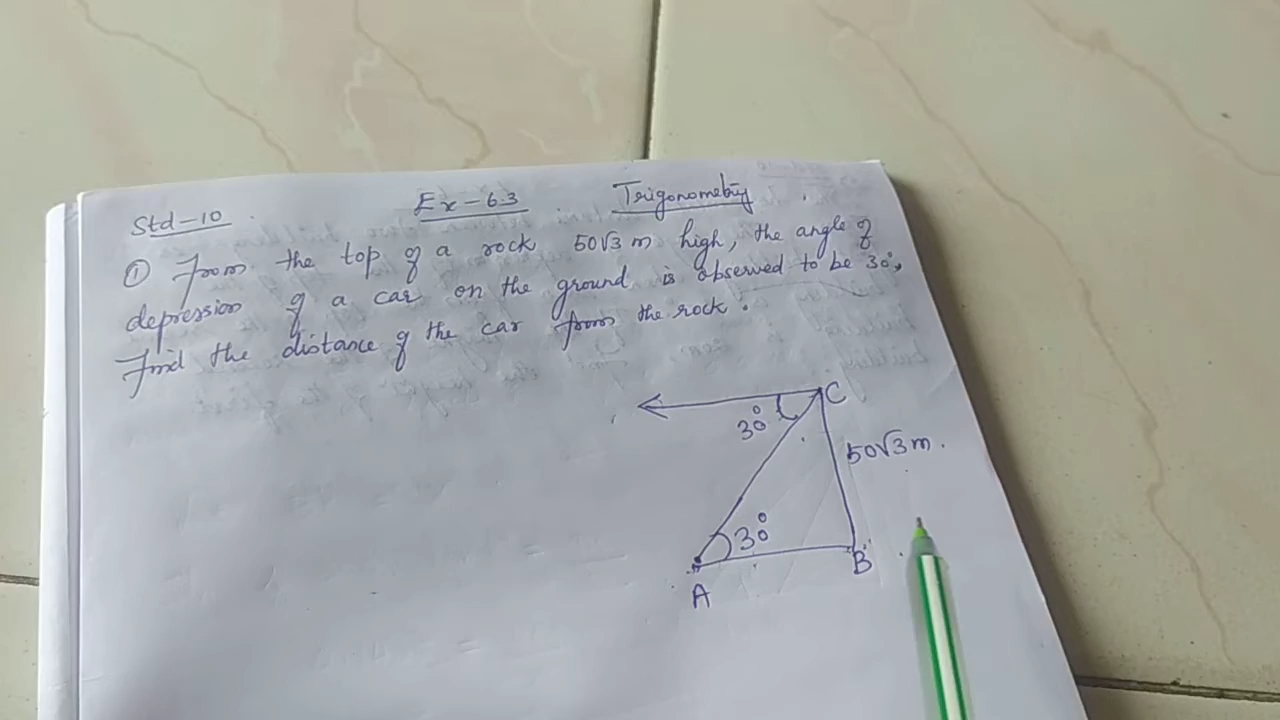 Std-10
Ex-6.3
Trigonometry
① From the top of a rock 50√3 m high, the angle of
depression of a car on the ground is observed to be 30°,
Find the distance of the car from the rock.
C
30°
50√3 m.
30°
B
A